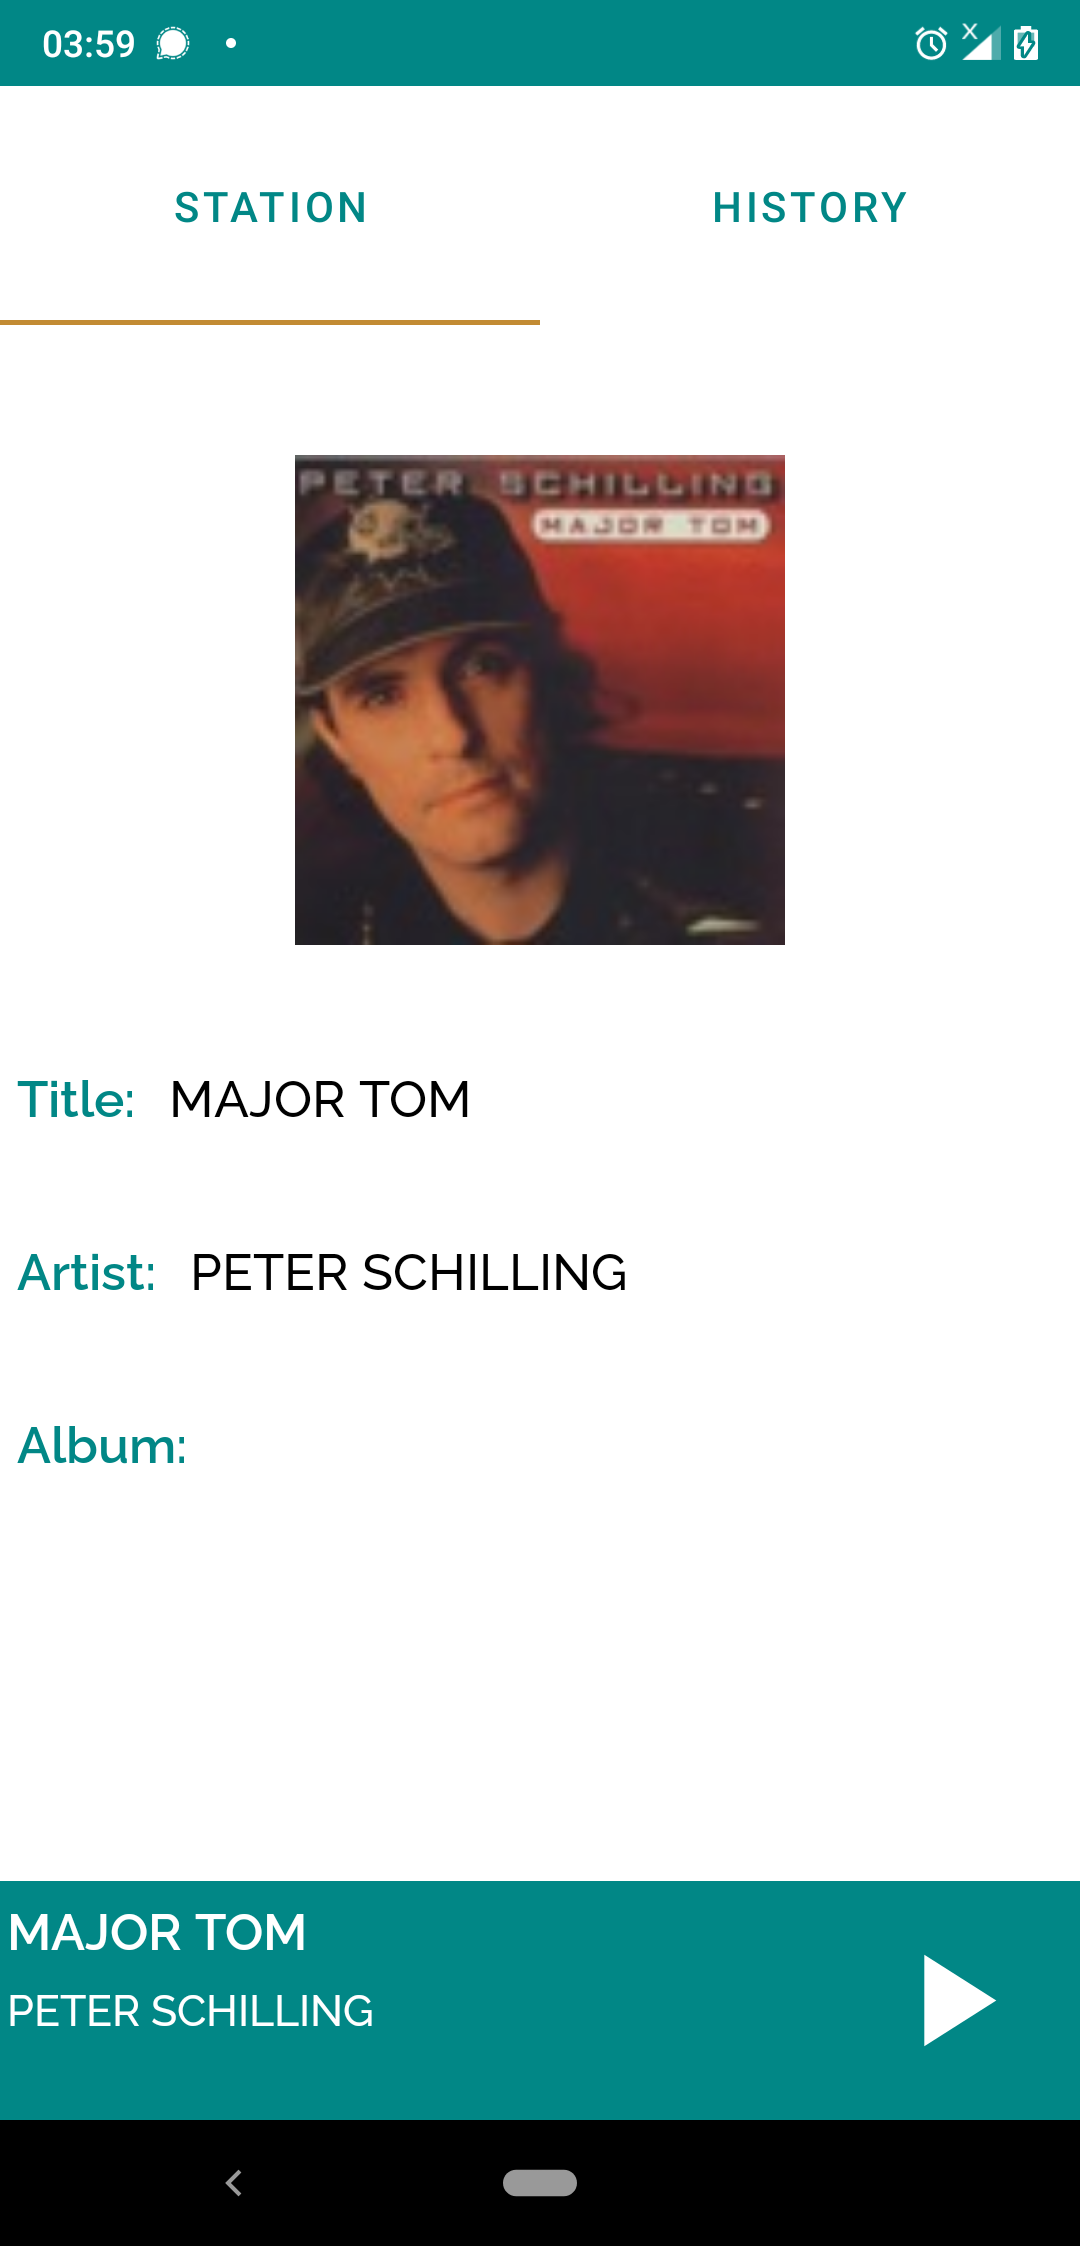 03:59
STATION
HISTORY
PETER SCHILLING
MAJOR TOM
Title: MAJOR TOM
Artist: PETER SCHILLING
Album:
MAJOR TOM
PETER SCHILLING